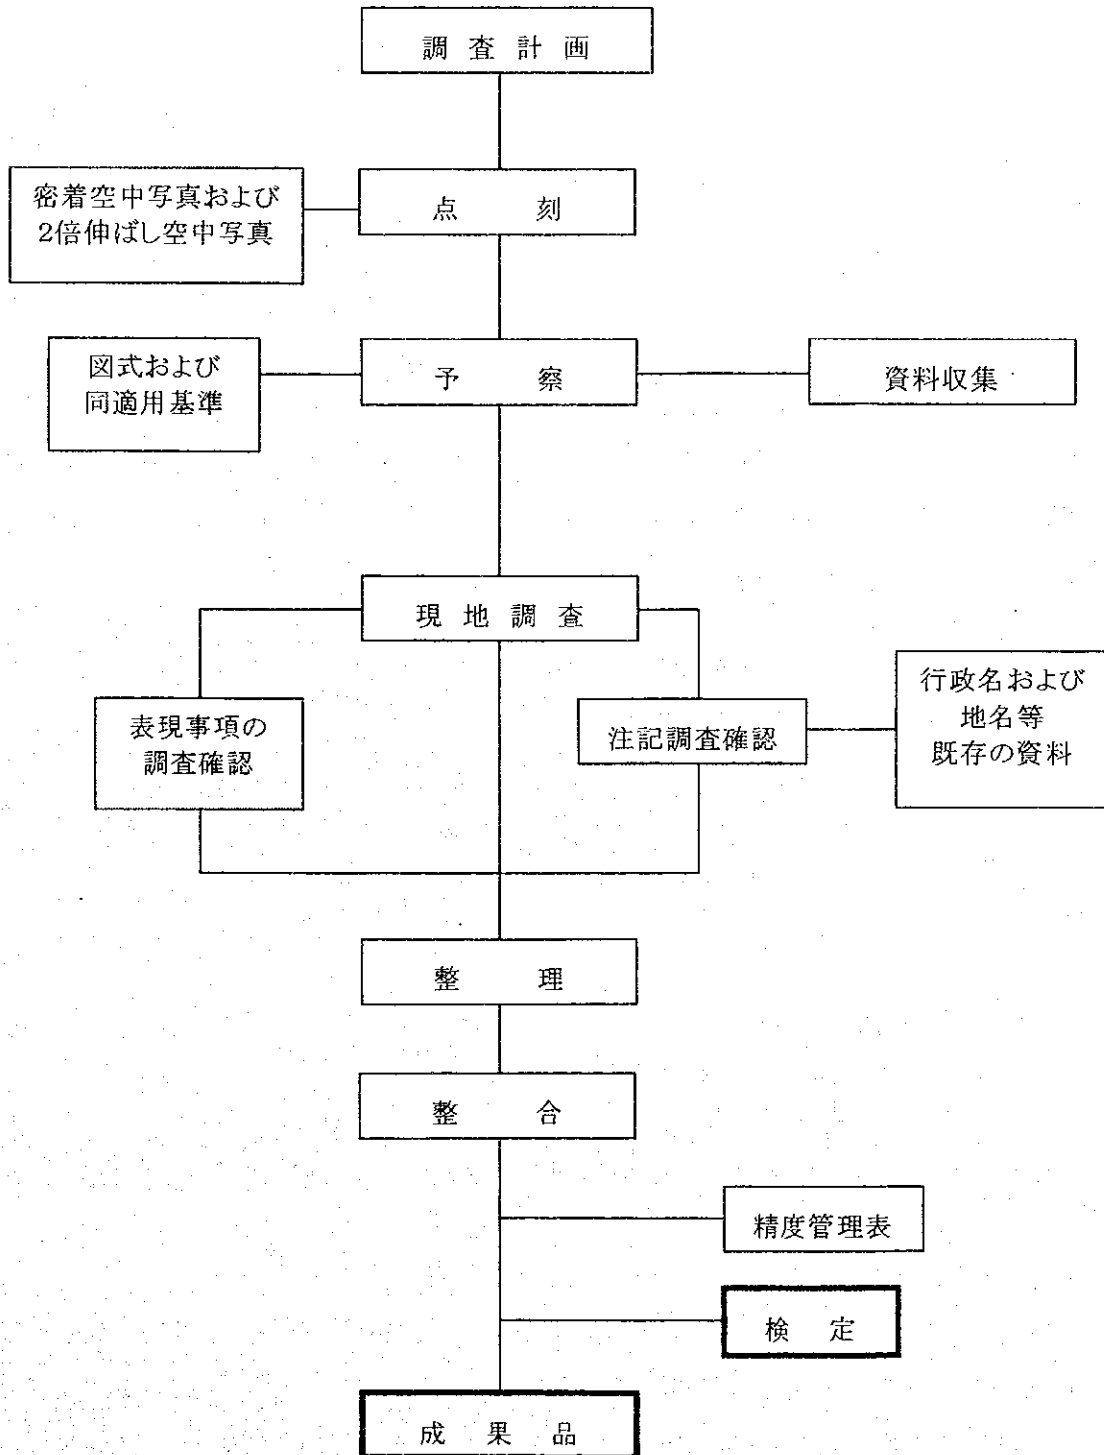 調査計画
密着空中写真および
2倍伸ばし空中写真
点刻
図式および
同適用基準
予察
資料収集
現地調査
表現事項の
調査確認
注記調査確認
行政名および
地名等
既存の資料
整理
整合
精度管理表
検定
成果品